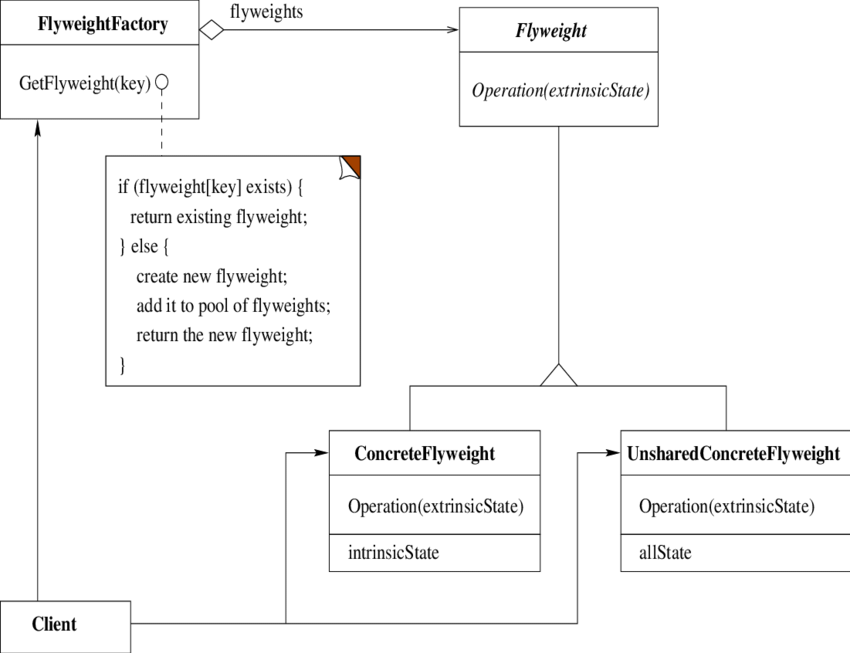 FlyweightFactory
flyweights
Flyweight
GetFlyweight(key)
Operation(extrinsicState)
if (flyweight[key] exists) {
return existing flyweight;
} else {
create new flyweight;
add it to pool of flyweights;
return the new flyweight;
}
ConcreteFlyweight
Operation(extrinsicState)
intrinsicState
UnsharedConcreteFlyweight
Operation(extrinsicState)
allState
Client